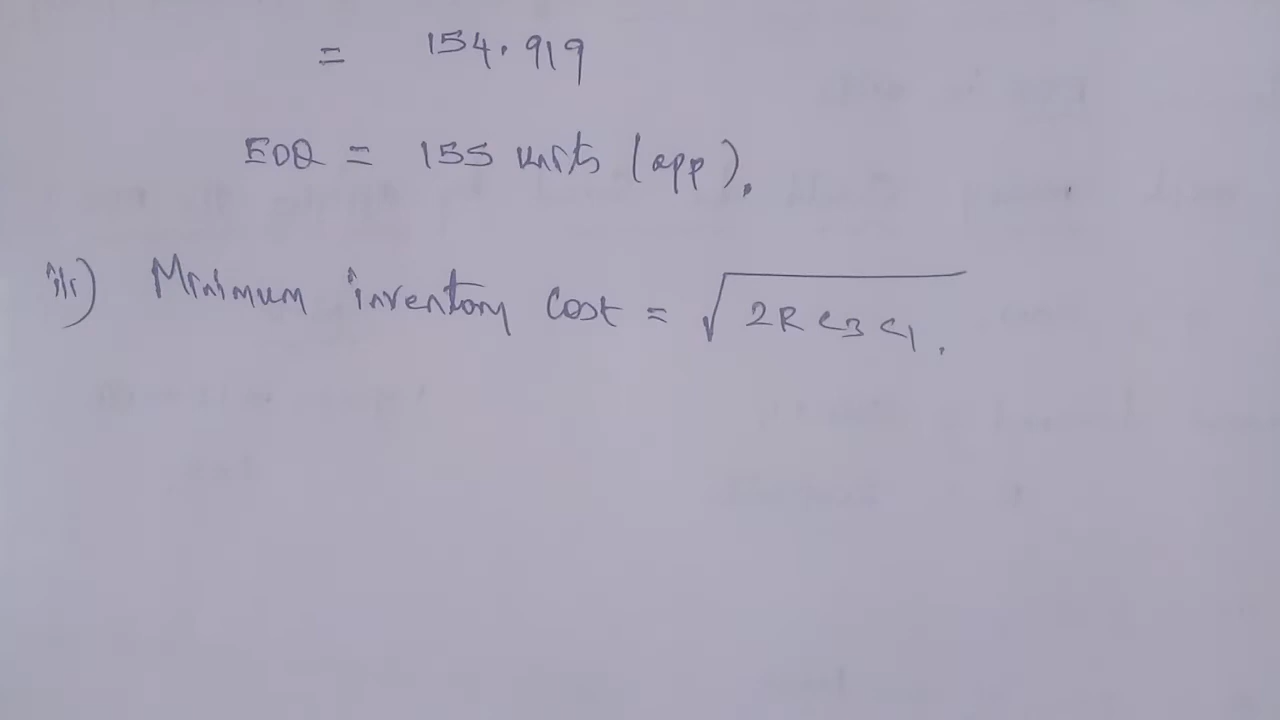 = 154.919
EOQ = 155 units (app).
iii) Minimum inventory cost = √2R C3 C1.